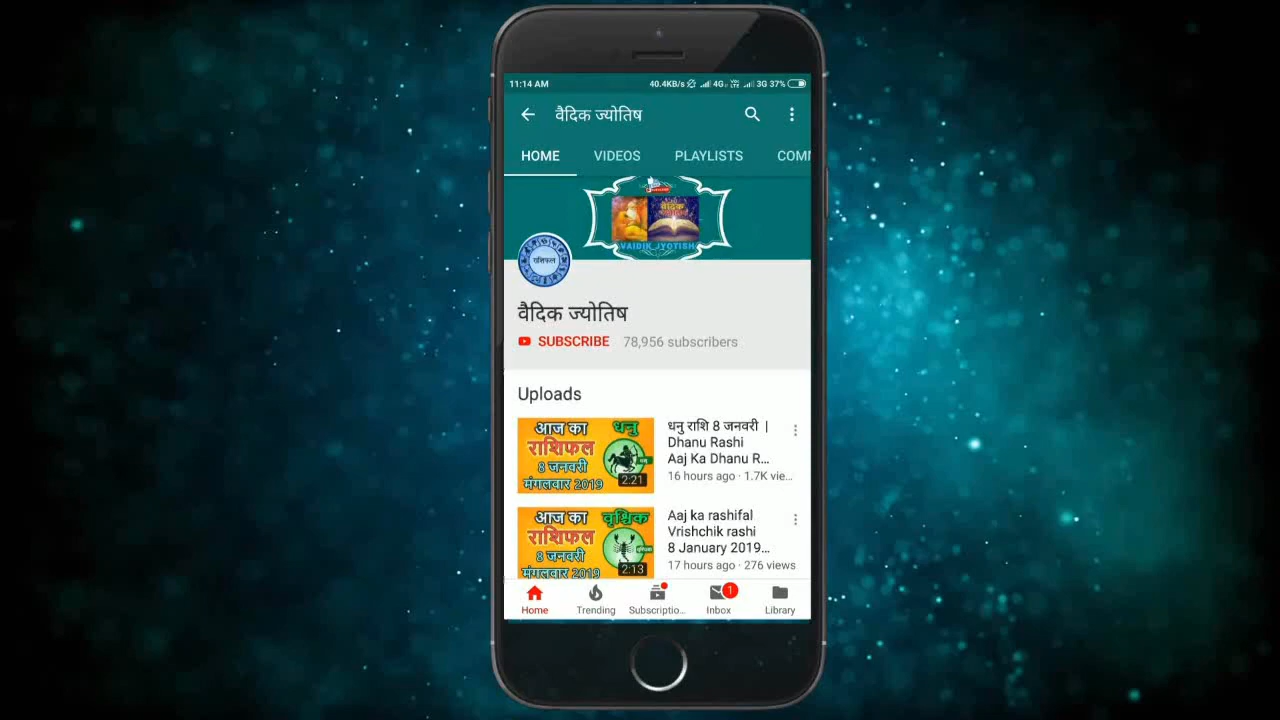 11:14 AM 40.4KB/s 4G 3G 37%
वैदिक ज्योतिष
HOME VIDEOS PLAYLISTS COMM
वैदिक
VAIDIK JYOTISH
राशिफल
वैदिक ज्योतिष
SUBSCRIBE 78,956 subscribers
Uploads
आज का धनु
राशिफल
8 जनवरी
मंगलवार 2019
2:21
धनु राशि 8 जनवरी |
Dhanu Rashi
Aaj Ka Dhanu R...
16 hours ago · 1.7K vie...
आज का वृश्चिक
राशिफल
8 जनवरी
मंगलवार 2019
2:13
Aaj ka rashifal
Vrishchik rashi
8 January 2019...
17 hours ago · 276 views
1
Home Trending Subscriptio... Inbox Library